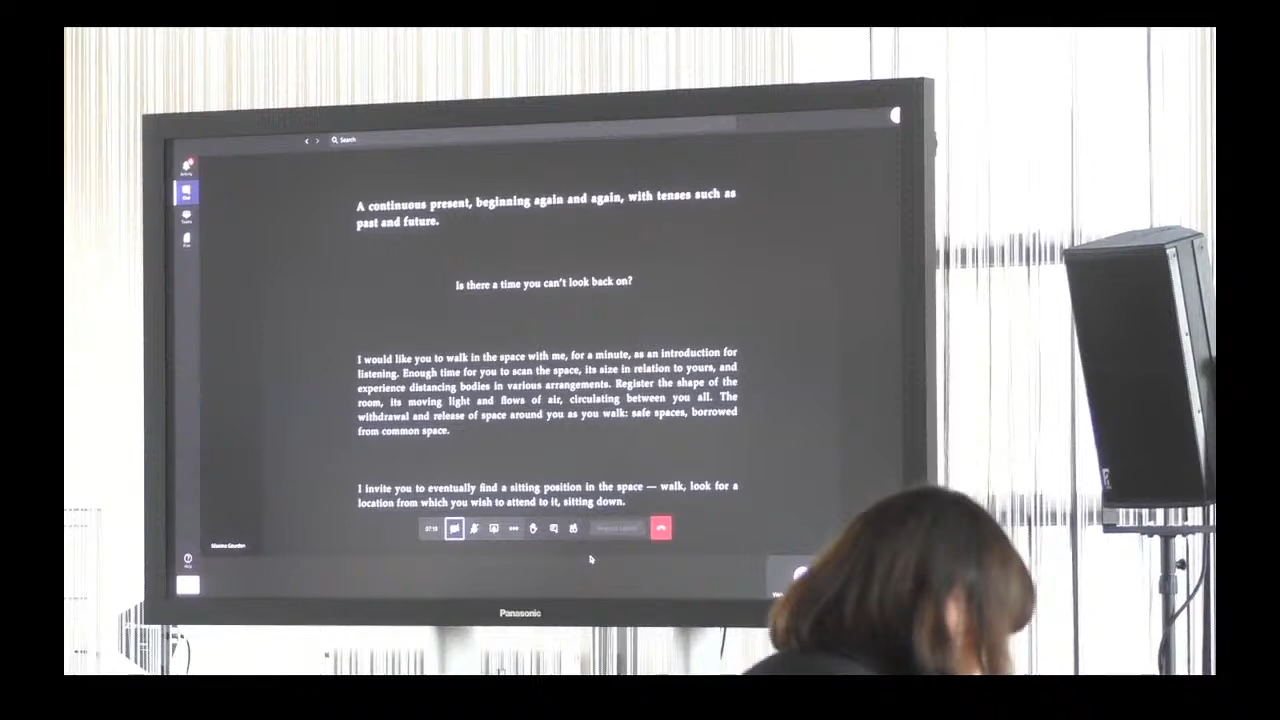 Search
Activity
Chat
Teams
Files
A continuous present, beginning again and again, with tenses such as
past and future.
Is there a time you can't look back on?
I would like you to walk in the space with me, for a minute, as an introduction for
listening. Enough time for you to scan the space, its size in relation to yours, and
experience distancing bodies in various arrangements. Register the shape of the
room, its moving light and flows of air, circulating between you all. The
withdrawal and release of space around you as you walk: safe spaces, borrowed
from common space.
I invite you to eventually find a sitting position in the space — walk, look for a
location from which you wish to attend to it, sitting down.
Help
Panasonic